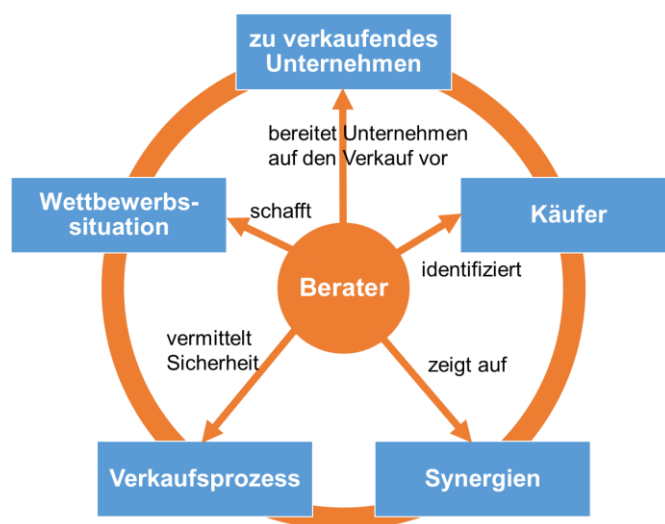 zu verkaufendes
Unternehmen
bereitet Unternehmen
auf den Verkauf vor
Wettbewerbs-
situation
schafft
Käufer
identifiziert
Berater
vermittelt
Sicherheit
zeigt auf
Verkaufsprozess
Synergien